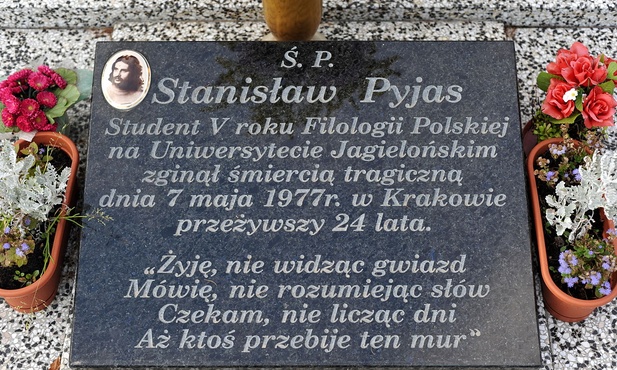 Ś. P.
Stanisław Pyjas
Student V roku Filologii Polskiej
na Uniwersytecie Jagielońskim
zginął śmiercią tragiczną
dnia 7 maja 1977r. w Krakowie
przeżywszy 24 lata.
„Żyję, nie widząc gwiazd
Mówię, nie rozumiejąc słów
Czekam, nie licząc dni
Aż ktoś przebije ten mur“